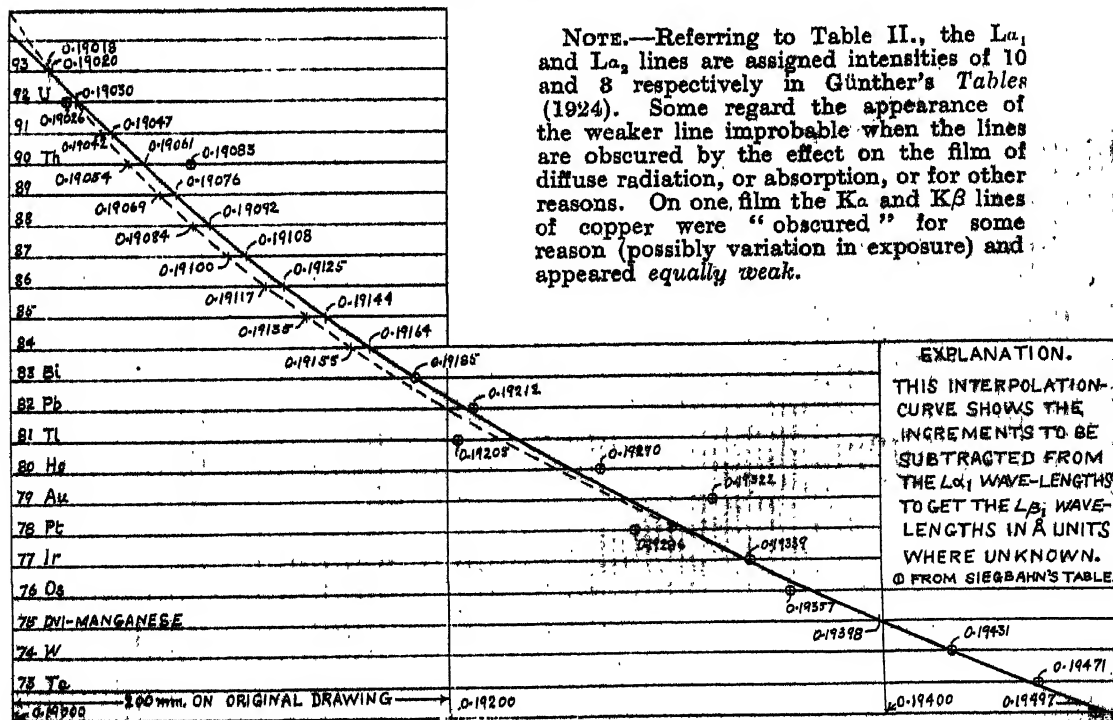 NOTE.—Referring to Table II., the Lα₁
and Lα₂ lines are assigned intensities of 10
and 8 respectively in Günther's Tables
(1924). Some regard the appearance of
the weaker line improbable when the lines
are obscured by the effect on the film of
diffuse radiation, or absorption, or for other
reasons. On one film the Kα and Kβ lines
of copper were “obscured” for some
reason (possibly variation in exposure) and
appeared equally weak.
0.19018
93 0.19020
92 U 0.19030
0.19026
91 0.19047
0.19042
90 Th 0.19061 0.19083
0.19054
89 0.19076
0.19069
88 0.19092
0.19084
87 0.19108
0.19100
86 0.19125
0.19117
85 0.19144
0.19135
84 0.19164
0.19155
83 Bi 0.19185
82 Pb 0.19212
81 Tl
0.19205
80 Hg 0.19270
79 Au 0.19322
78 Pt
77 Ir 0.19339
76 Os
0.19357
75 DVI-MANGANESE
0.19398
74 W 0.19431
73 Ta 0.19471
0.19497
0.19000
200 mm. ON ORIGINAL DRAWING
0.19200
0.19400
EXPLANATION.
THIS INTERPOLATION-
CURVE SHOWS THE
INCREMENTS TO BE
SUBTRACTED FROM
THE Lα₁ WAVE-LENGTHS
TO GET THE Lβ₁ WAVE-
LENGTHS IN Å UNITS
WHERE UNKNOWN.
⊙ FROM SIEGBAHN'S TABLE